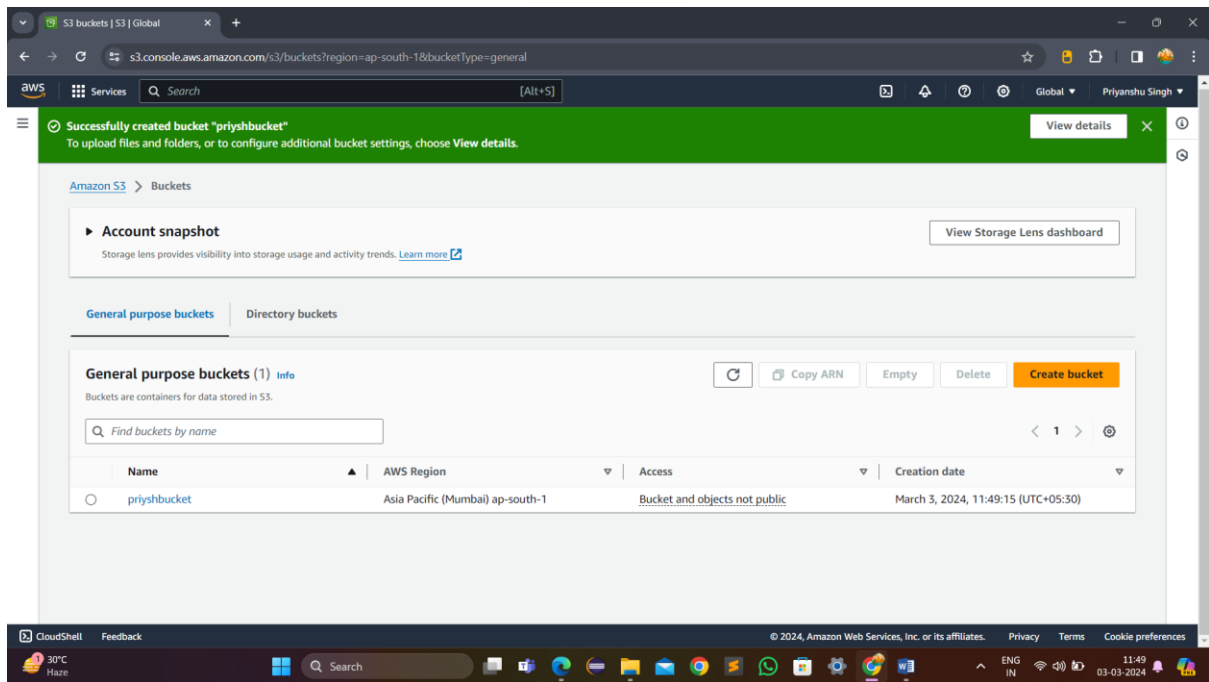 S3 buckets | S3 | Global
s3.console.aws.amazon.com/s3/buckets?region=ap-south-1&bucketType=general
aws Services Search [Alt+S] Global Priyanshu Singh
Successfully created bucket "priyshbucket"
To upload files and folders, or to configure additional bucket settings, choose View details.
View details
Amazon S3 > Buckets
Account snapshot
View Storage Lens dashboard
Storage lens provides visibility into storage usage and activity trends. Learn more
General purpose buckets Directory buckets
General purpose buckets (1) Info
Copy ARN Empty Delete Create bucket
Buckets are containers for data stored in S3.
Find buckets by name
< 1 >
Name AWS Region Access Creation date
priyshbucket Asia Pacific (Mumbai) ap-south-1 Bucket and objects not public March 3, 2024, 11:49:15 (UTC+05:30)
CloudShell Feedback © 2024, Amazon Web Services, Inc. or its affiliates. Privacy Terms Cookie preferences
1 30°C
Haze
Search
ENG
IN
11:49
03-03-2024